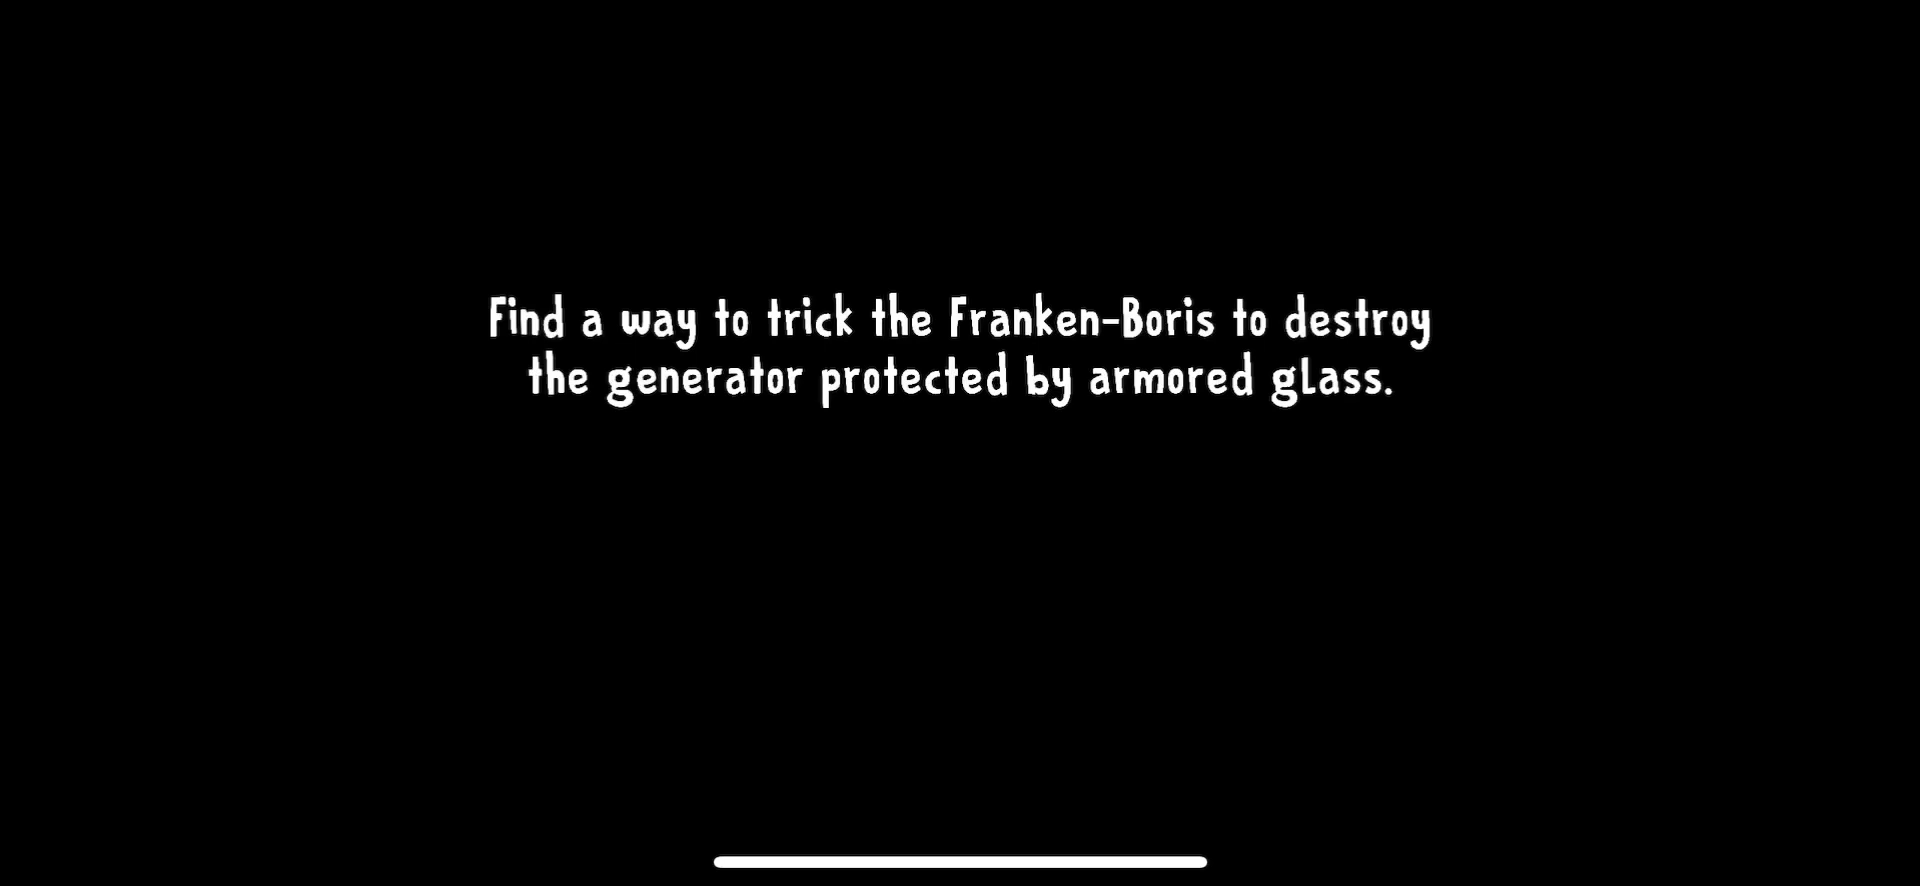 Find a way to trick the Franken-Boris to destroy
the generator protected by armored glass.